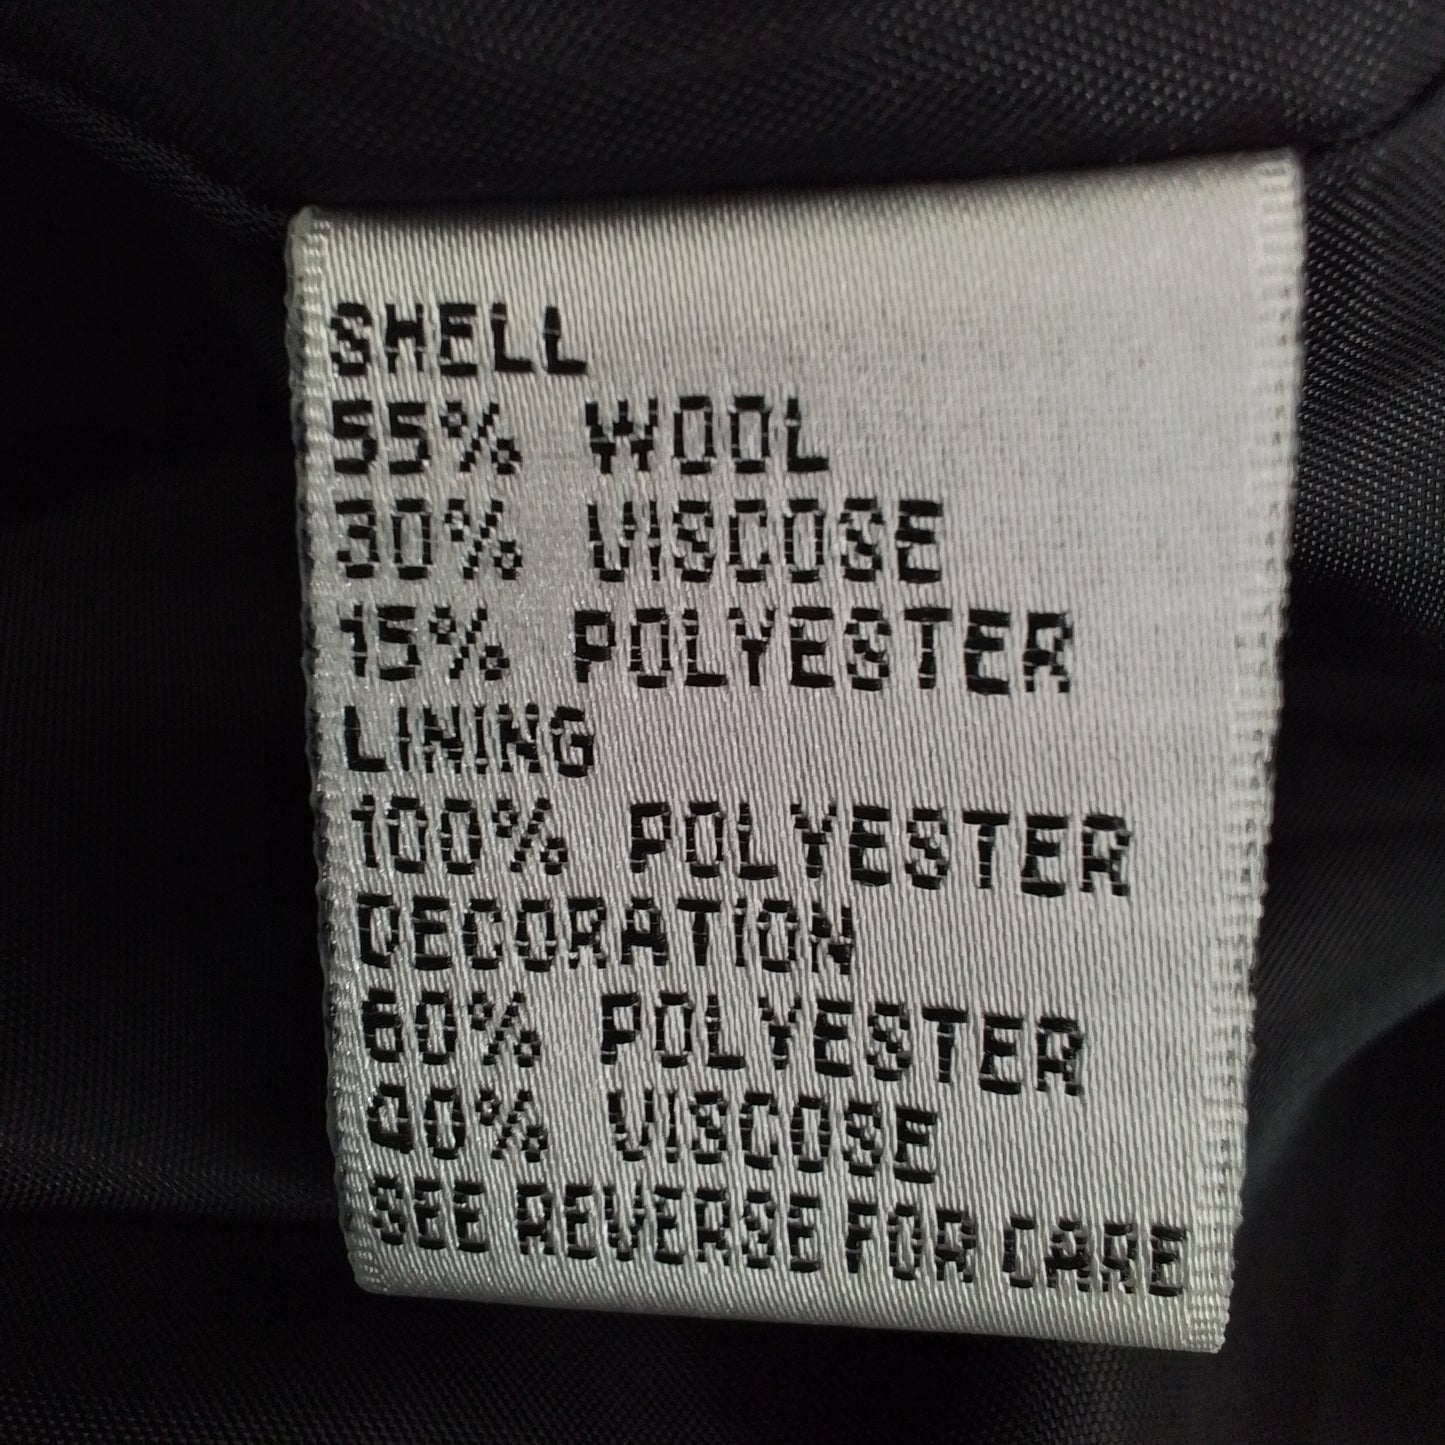 SHELL
55% WOOL
30% VISCOSE
15% POLYESTER
LINING
100% POLYESTER
DECORATION
60% POLYESTER
40% VISCOSE
SEE REVERSE FOR CARE